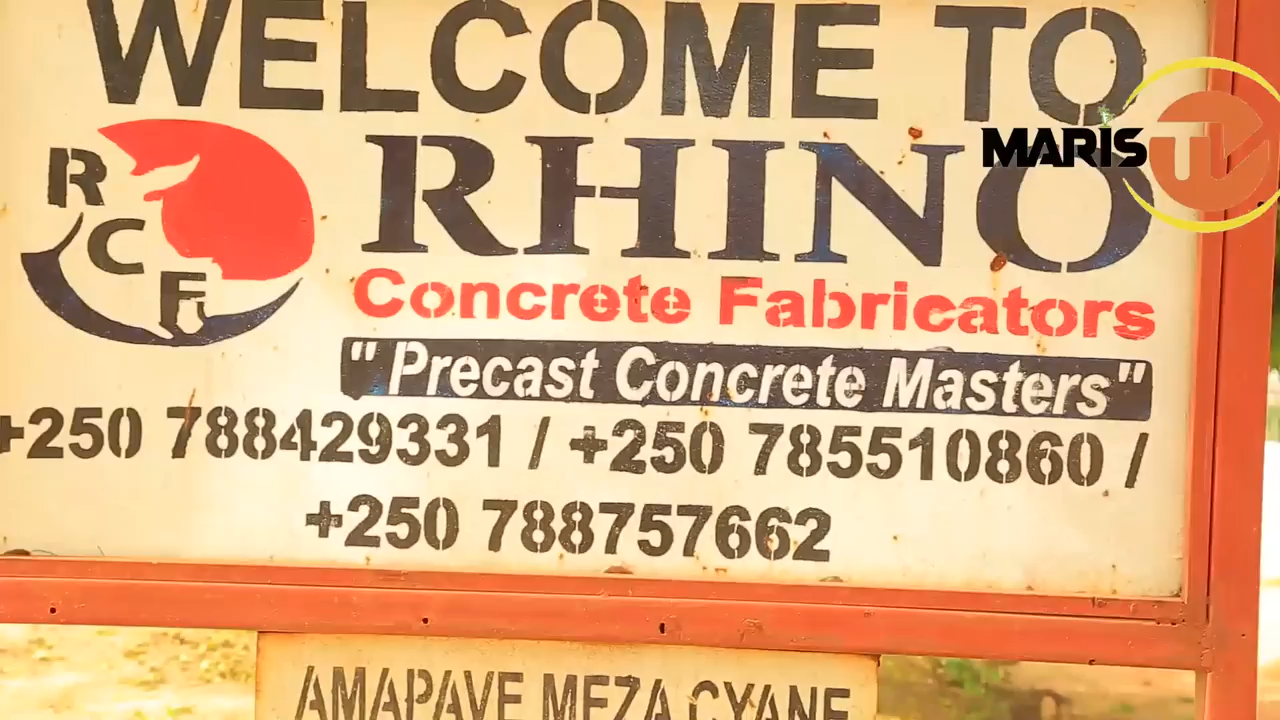 WELCOME TO
RHINO
MARIS TV
R
C
F
Concrete Fabricators
" Precast Concrete Masters"
+250 788429331 / +250 785510860 /
+250 788757662
AMAPAVE MEZA CYANE